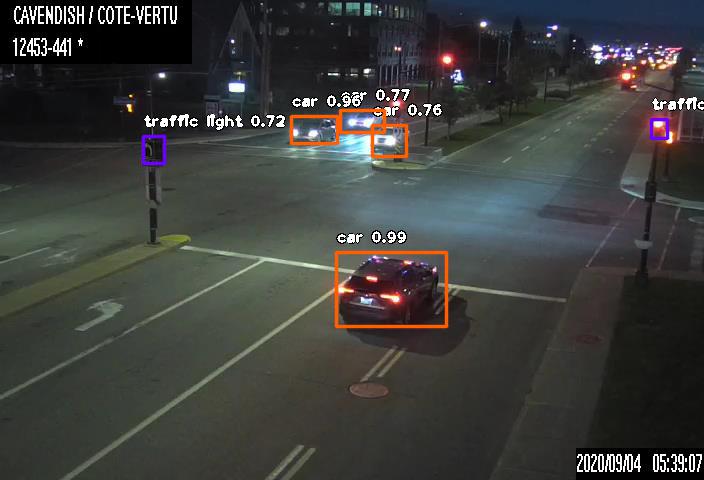 CAVENDISH / COTE-VERTU
12453-441 *
car 0.96
car 0.77
car 0.76
traffic light 0.72
traffic
car 0.99
2020/09/04 05:39:07